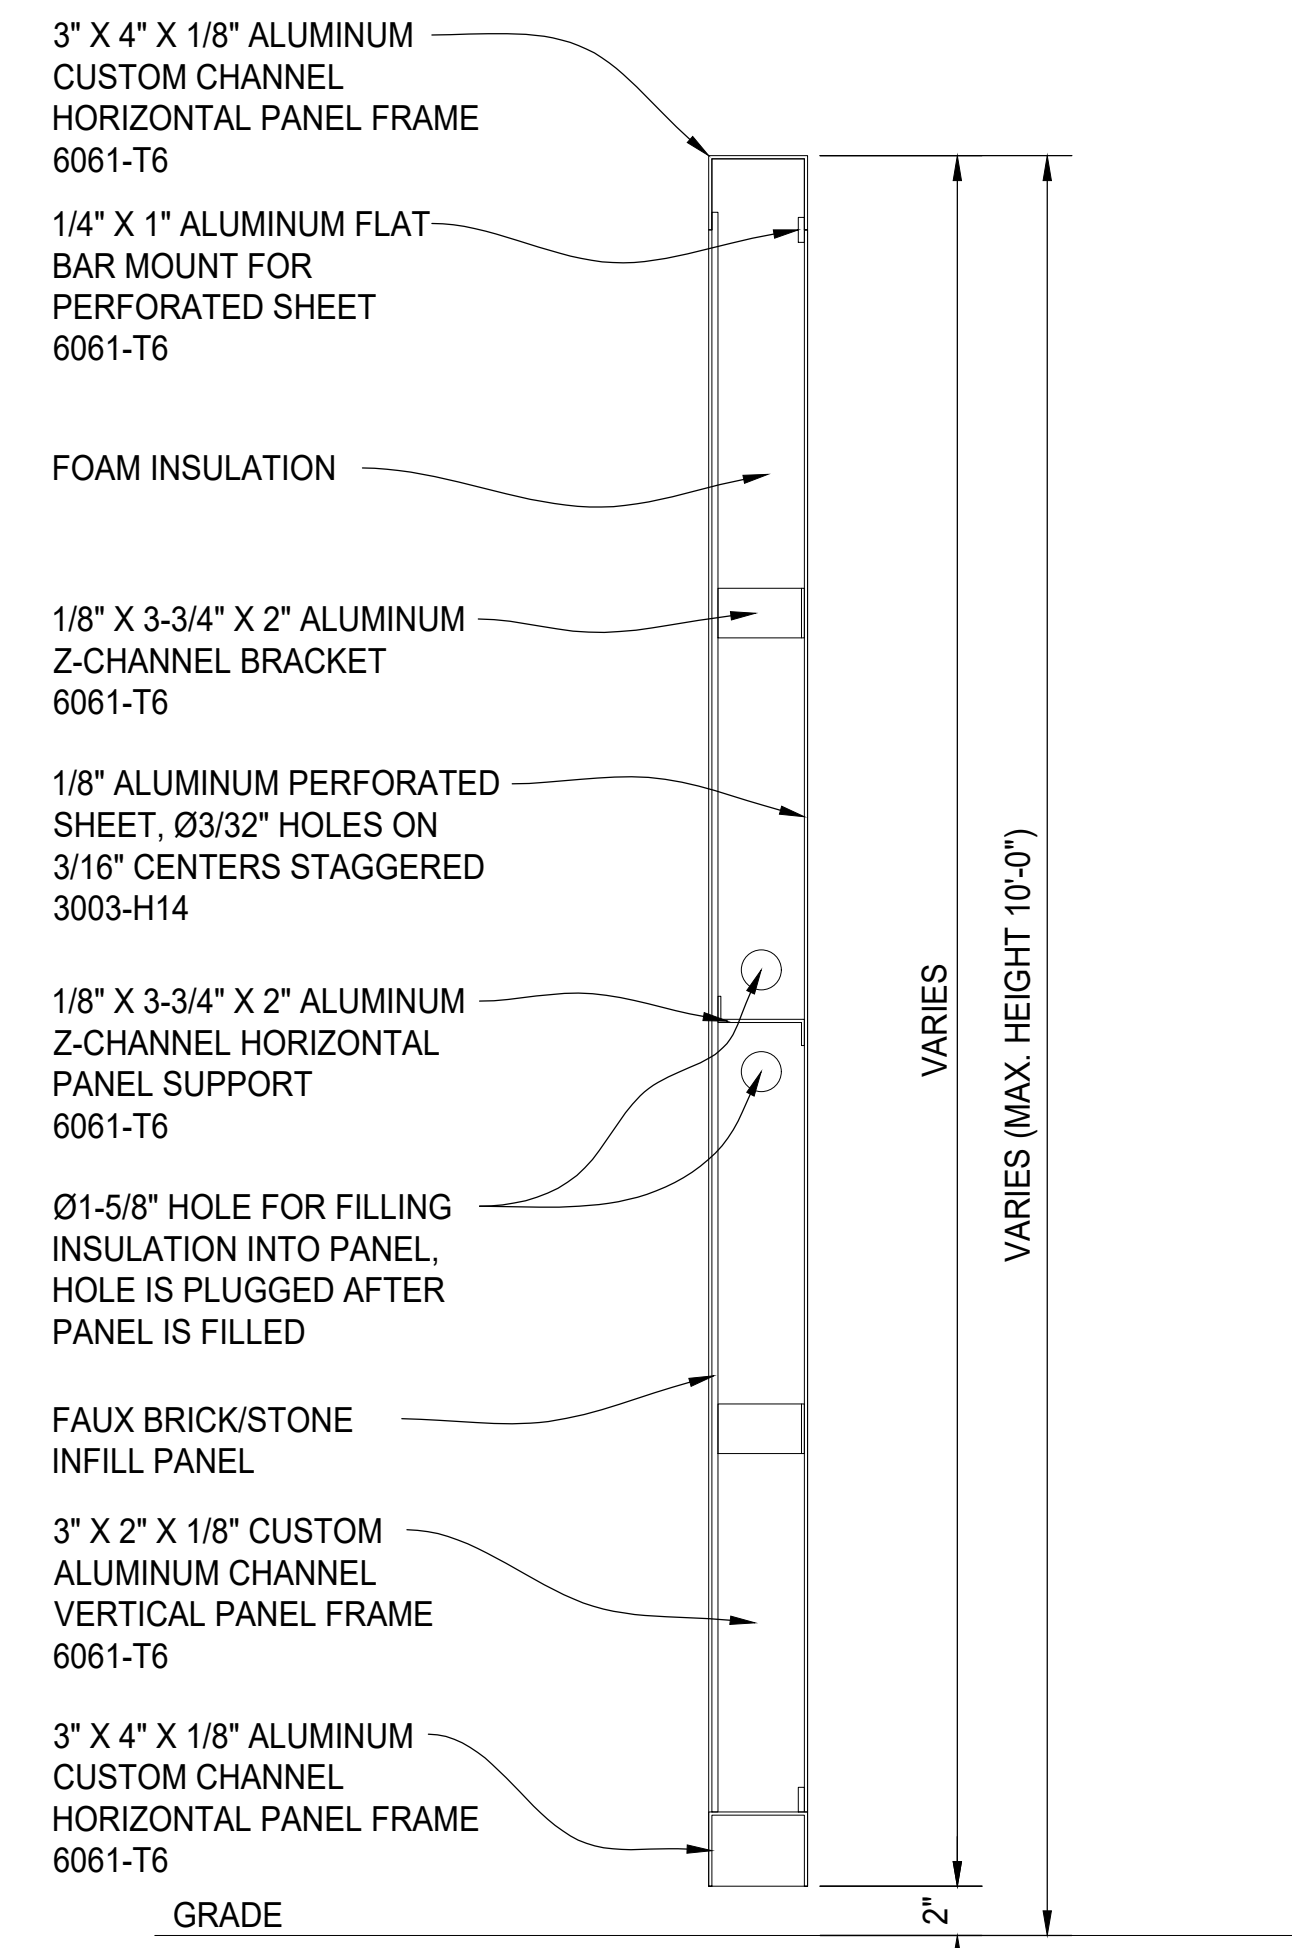 3" X 4" X 1/8" ALUMINUM
CUSTOM CHANNEL
HORIZONTAL PANEL FRAME
6061-T6
1/4" X 1" ALUMINUM FLAT
BAR MOUNT FOR
PERFORATED SHEET
6061-T6
FOAM INSULATION
1/8" X 3-3/4" X 2" ALUMINUM
Z-CHANNEL BRACKET
6061-T6
1/8" ALUMINUM PERFORATED
SHEET, Ø3/32" HOLES ON
3/16" CENTERS STAGGERED
3003-H14
1/8" X 3-3/4" X 2" ALUMINUM
Z-CHANNEL HORIZONTAL
PANEL SUPPORT
6061-T6
Ø1-5/8" HOLE FOR FILLING
INSULATION INTO PANEL,
HOLE IS PLUGGED AFTER
PANEL IS FILLED
FAUX BRICK/STONE
INFILL PANEL
3" X 2" X 1/8" CUSTOM
ALUMINUM CHANNEL
VERTICAL PANEL FRAME
6061-T6
3" X 4" X 1/8" ALUMINUM
CUSTOM CHANNEL
HORIZONTAL PANEL FRAME
6061-T6
GRADE
VARIES
VARIES (MAX. HEIGHT 10'-0")
2"